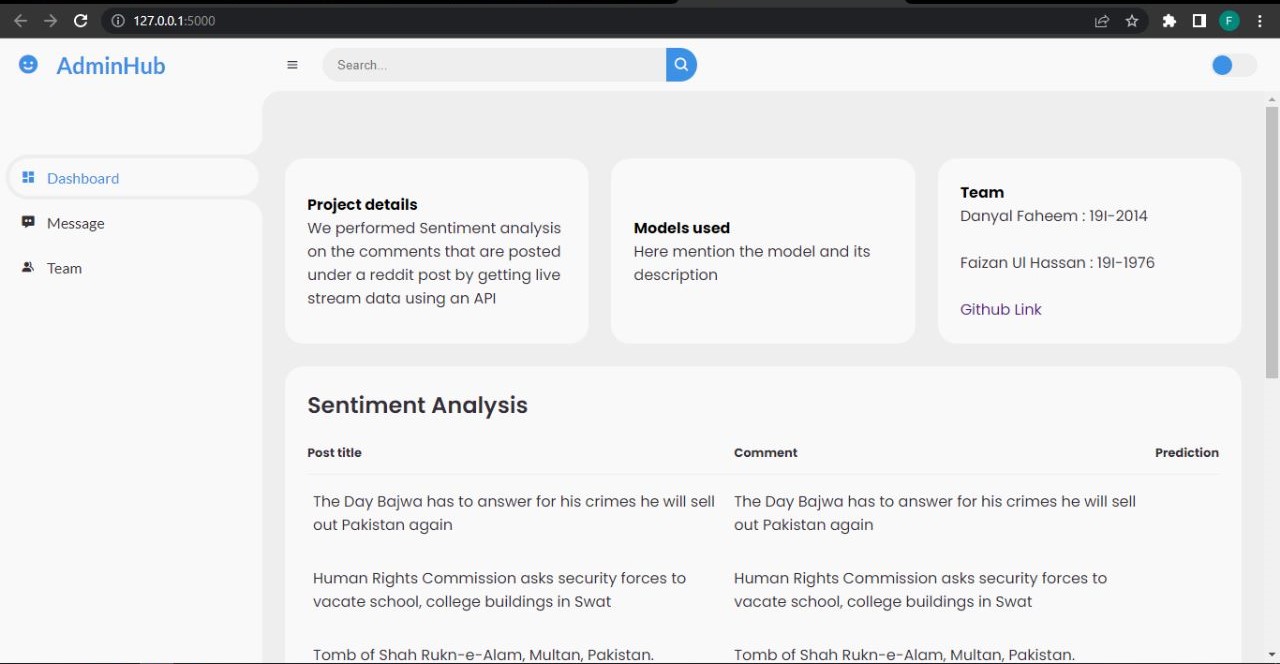 127.0.0.1:5000
F
AdminHub
Search...
Dashboard
Message
Team
Project details
We performed Sentiment analysis
on the comments that are posted
under a reddit post by getting live
stream data using an API
Models used
Here mention the model and its
description
Team
Danyal Faheem : 19I-2014
Faizan Ul Hassan : 19I-1976
Github Link
Sentiment Analysis
Post title Comment Prediction
The Day Bajwa has to answer for his crimes he will sell
out Pakistan again
The Day Bajwa has to answer for his crimes he will sell
out Pakistan again
Human Rights Commission asks security forces to
vacate school, college buildings in Swat
Human Rights Commission asks security forces to
vacate school, college buildings in Swat
Tomb of Shah Rukn-e-Alam, Multan, Pakistan.
Tomb of Shah Rukn-e-Alam, Multan, Pakistan.